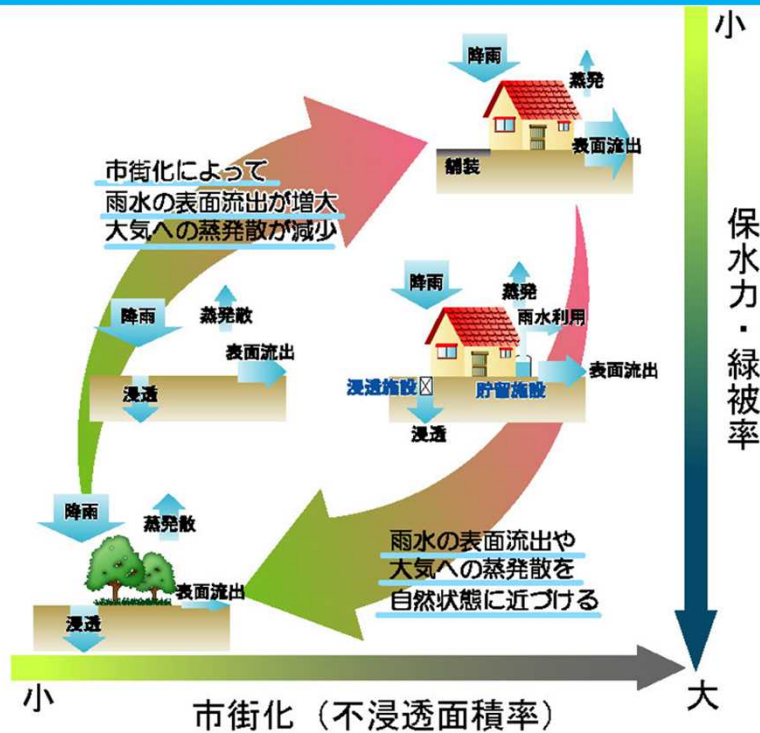 小
降雨
蒸発
表面流出
舗装
市街化によって
雨水の表面流出が増大
大気への蒸発散が減少
降雨
蒸発散
表面流出
浸透
降雨
蒸発
雨水利用
表面流出
浸透施設
貯留施設
浸透
保水力・緑被率
降雨
蒸発散
表面流出
浸透
雨水の表面流出や
大気への蒸発散を
自然状態に近づける
小
大
市街化（不浸透面積率）